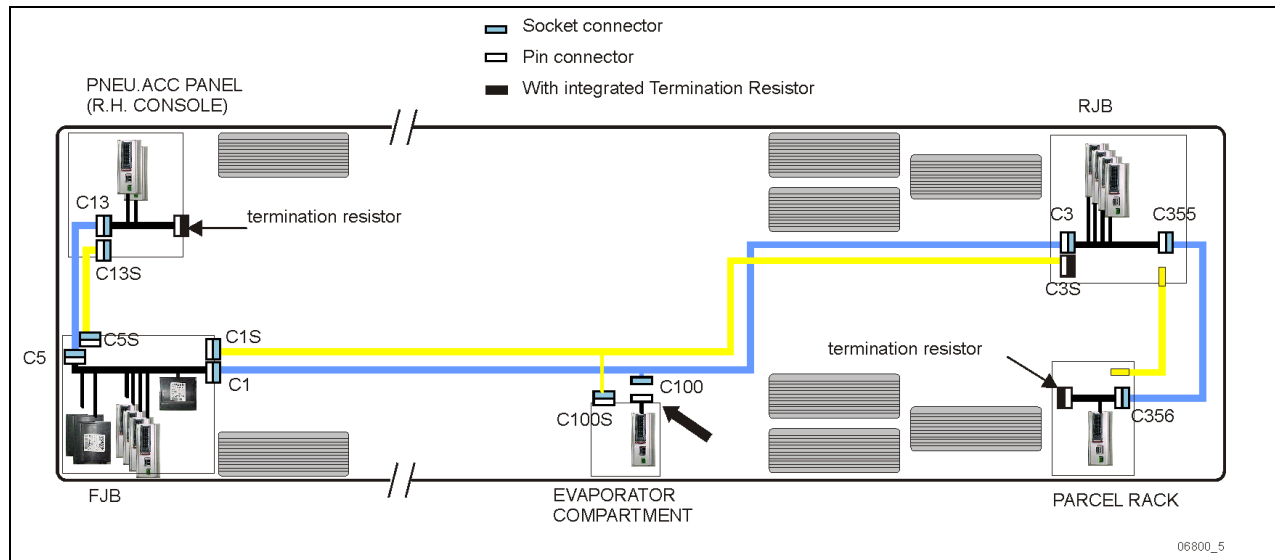 Socket connector
Pin connector
With integrated Termination Resistor
PNEU.ACC PANEL
(R.H. CONSOLE)
RJB
C13
termination resistor
C3
C355
C13S
C3S
C5
C5S
C1S
C1
termination resistor
C100
C100S
C356
FJB
EVAPORATOR
COMPARTMENT
PARCEL RACK
06800_5